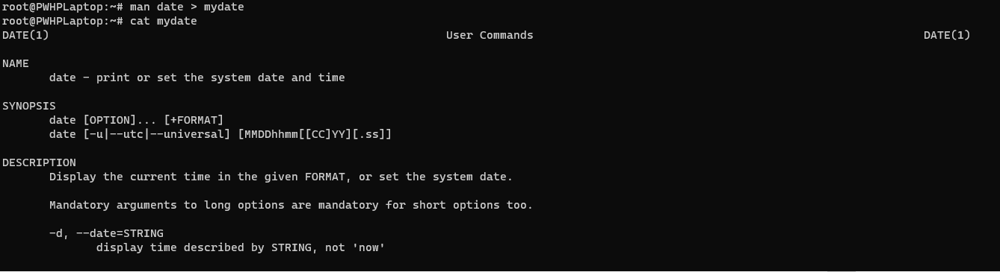 root@PWHPLaptop:~# man date > mydate
root@PWHPLaptop:~# cat mydate
DATE(1) User Commands DATE(1)
NAME
date - print or set the system date and time
SYNOPSIS
date [OPTION]... [+FORMAT]
date [-u|--utc|--universal] [MMDDhhmm[[CC]YY][.ss]]
DESCRIPTION
Display the current time in the given FORMAT, or set the system date.
Mandatory arguments to long options are mandatory for short options too.
-d, --date=STRING
display time described by STRING, not 'now'